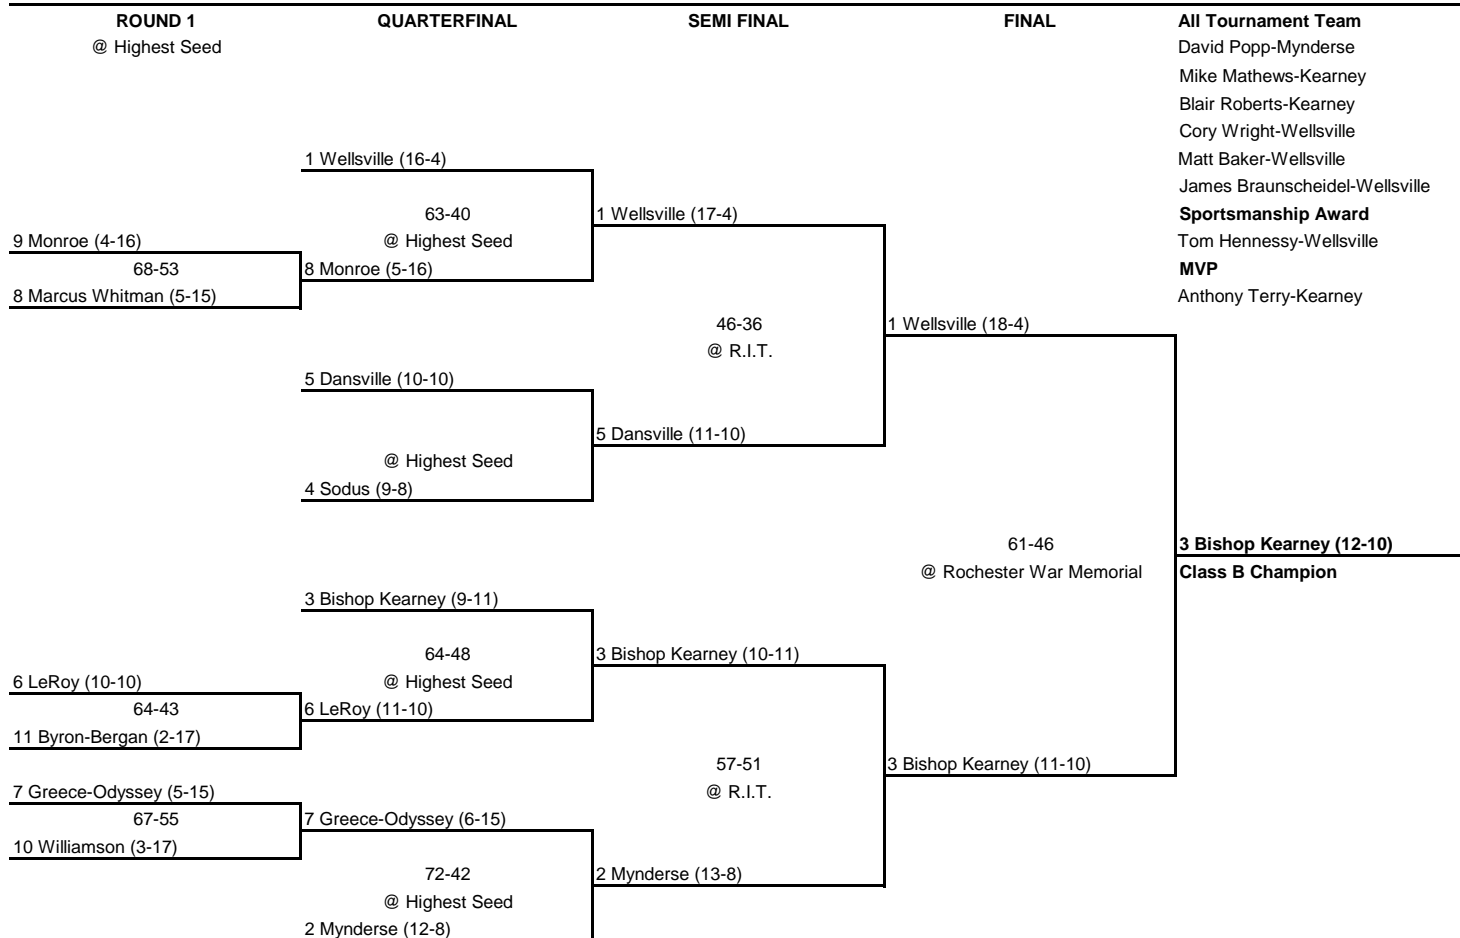 ROUND 1
@ Highest Seed
QUARTERFINAL
SEMI FINAL
FINAL
All Tournament Team
David Popp-Mynderse
Mike Mathews-Kearney
Blair Roberts-Kearney
Cory Wright-Wellsville
Matt Baker-Wellsville
James Braunscheidel-Wellsville
Sportsmanship Award
Tom Hennessy-Wellsville
MVP
Anthony Terry-Kearney
9 Monroe (4-16)
68-53
8 Marcus Whitman (5-15)
6 LeRoy (10-10)
64-43
11 Byron-Bergan (2-17)
7 Greece-Odyssey (5-15)
67-55
10 Williamson (3-17)
1 Wellsville (16-4)
63-40
@ Highest Seed
8 Monroe (5-16)
5 Dansville (10-10)
@ Highest Seed
4 Sodus (9-8)
3 Bishop Kearney (9-11)
64-48
@ Highest Seed
6 LeRoy (11-10)
7 Greece-Odyssey (6-15)
72-42
@ Highest Seed
2 Mynderse (12-8)
1 Wellsville (17-4)
46-36
@ R.I.T.
5 Dansville (11-10)
3 Bishop Kearney (10-11)
57-51
@ R.I.T.
2 Mynderse (13-8)
1 Wellsville (18-4)
61-46
@ Rochester War Memorial
3 Bishop Kearney (11-10)
3 Bishop Kearney (12-10)
Class B Champion